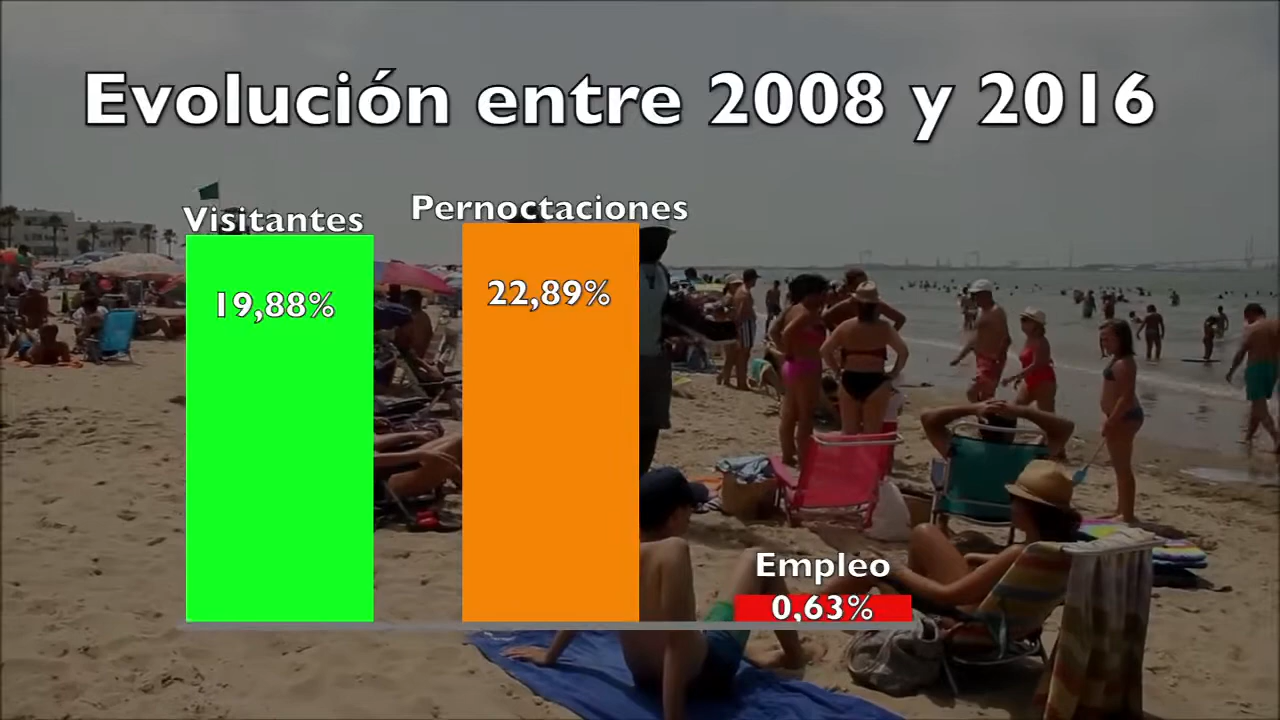 Evolución entre 2008 y 2016
Visitantes
Pernoctaciones
19,88%
22,89%
Empleo
0,63%